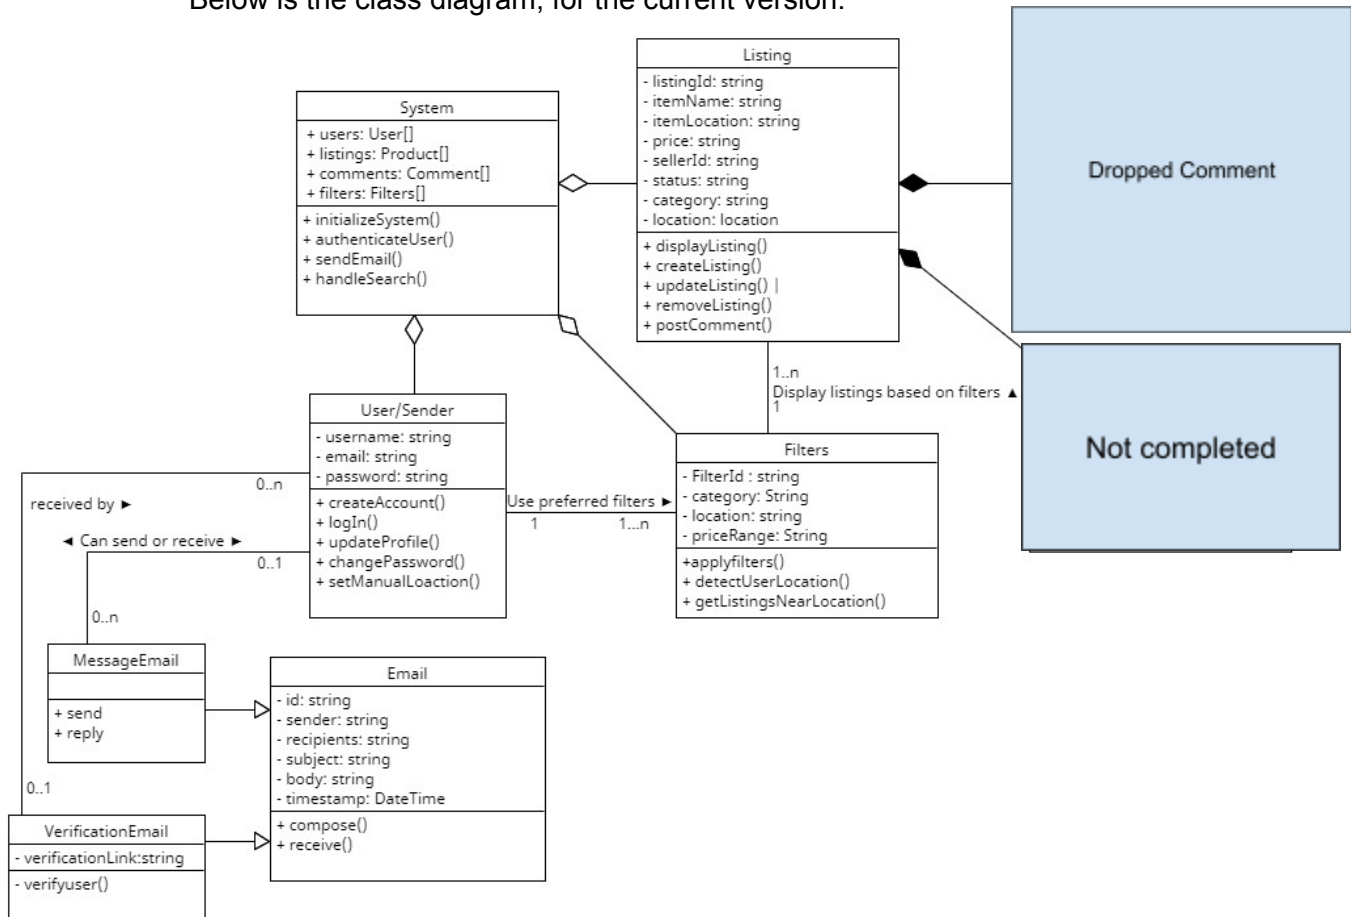 Below is the class diagram, for the current version.
System
+ users: User[]
+ listings: Product[]
+ comments: Comment[]
+ filters: Filters[]
+ initializeSystem()
+ authenticateUser()
+ sendEmail()
+ handleSearch()
Listing
- listingId: string
- itemName: string
- itemLocation: string
- price: string
- sellerId: string
- status: string
- category: string
- location: location
+ displayListing()
+ createListing()
+ updateListing() |
+ removeListing()
+ postComment()
Dropped Comment
Not completed
1..n
Display listings based on filters ▲
1
User/Sender
- username: string
- email: string
- password: string
+ createAccount()
+ logIn()
+ updateProfile()
+ changePassword()
+ setManualLoaction()
Use preferred filters ►
1
1...n
Filters
- FilterId : string
- category: String
- location: string
- priceRange: String
+applyfilters()
+ detectUserLocation()
+ getListingsNearLocation()
0..n
received by ►
◄ Can send or receive ►
0..1
0..n
MessageEmail
+ send
+ reply
Email
- id: string
- sender: string
- recipients: string
- subject: string
- body: string
- timestamp: DateTime
+ compose()
+ receive()
0..1
VerificationEmail
- verificationLink:string
- verifyuser()